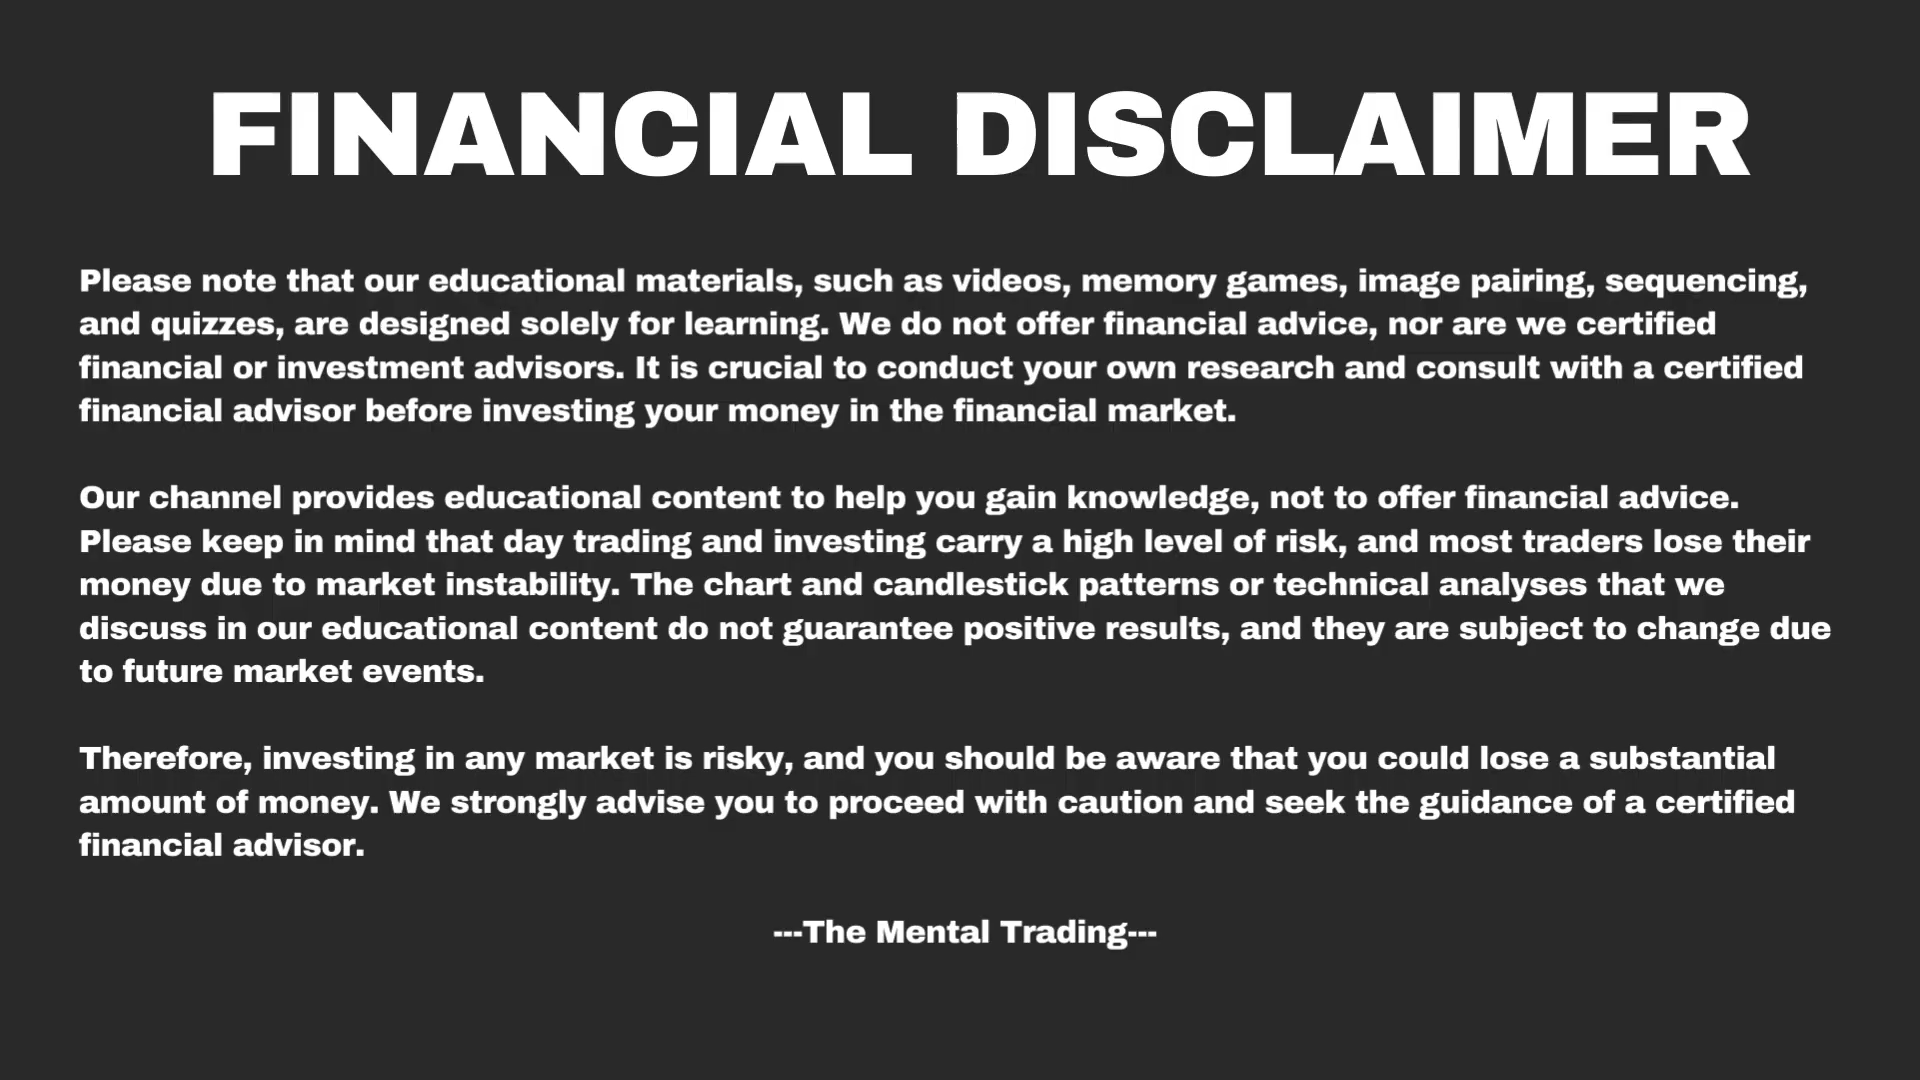 FINANCIAL DISCLAIMER
Please note that our educational materials, such as videos, memory games, image pairing, sequencing,
and quizzes, are designed solely for learning. We do not offer financial advice, nor are we certified
financial or investment advisors. It is crucial to conduct your own research and consult with a certified
financial advisor before investing your money in the financial market.
Our channel provides educational content to help you gain knowledge, not to offer financial advice.
Please keep in mind that day trading and investing carry a high level of risk, and most traders lose their
money due to market instability. The chart and candlestick patterns or technical analyses that we
discuss in our educational content do not guarantee positive results, and they are subject to change due
to future market events.
Therefore, investing in any market is risky, and you should be aware that you could lose a substantial
amount of money. We strongly advise you to proceed with caution and seek the guidance of a certified
financial advisor.
---The Mental Trading---